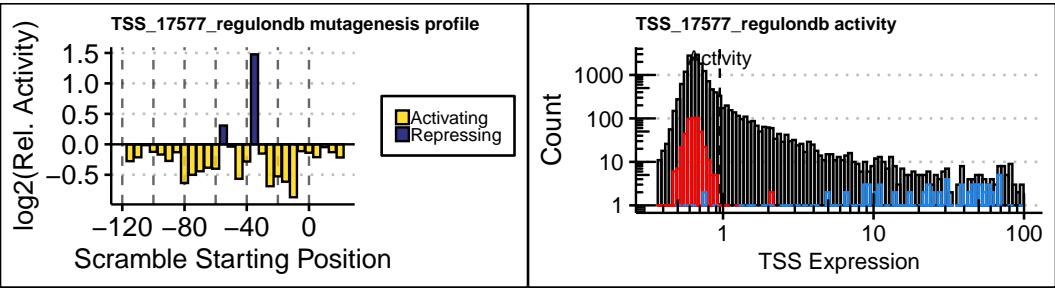 TSS_17577_regulondb mutagenesis profile
log2(Rel. Activity)
1.5
1.0
0.5
0.0
−0.5
−120 −80 −40 0
Scramble Starting Position
Activating
Repressing
TSS_17577_regulondb activity
Activity
Count
1000
100
10
1
1 10 100
TSS Expression